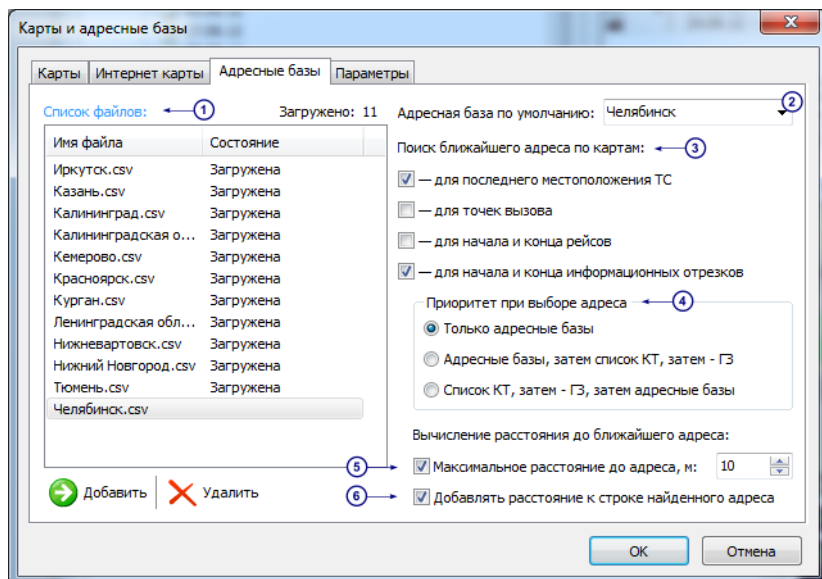 Карты и адресные базы
Карты Интернет карты Адресные базы Параметры
Список файлов: 1 Загружено: 11
Имя файла Состояние
Иркутск.csv Загружена
Казань.csv Загружена
Калининград.csv Загружена
Калининградская о... Загружена
Кемерово.csv Загружена
Красноярск.csv Загружена
Курган.csv Загружена
Ленинградская обл... Загружена
Нижневартовск.csv Загружена
Нижний Новгород.csv Загружена
Тюмень.csv Загружена
Челябинск.csv
Добавить Удалить
Адресная база по умолчанию: Челябинск 2
Поиск ближайшего адреса по картам: 3
— для последнего местоположения ТС
— для точек вызова
— для начала и конца рейсов
— для начала и конца информационных отрезков
Приоритет при выборе адреса 4
Только адресные базы
Адресные базы, затем список КТ, затем - ГЗ
Список КТ, затем - ГЗ, затем адресные базы
Вычисление расстояния до ближайшего адреса:
5 Максимальное расстояние до адреса, м: 10
6 Добавлять расстояние к строке найденного адреса
OK Отмена